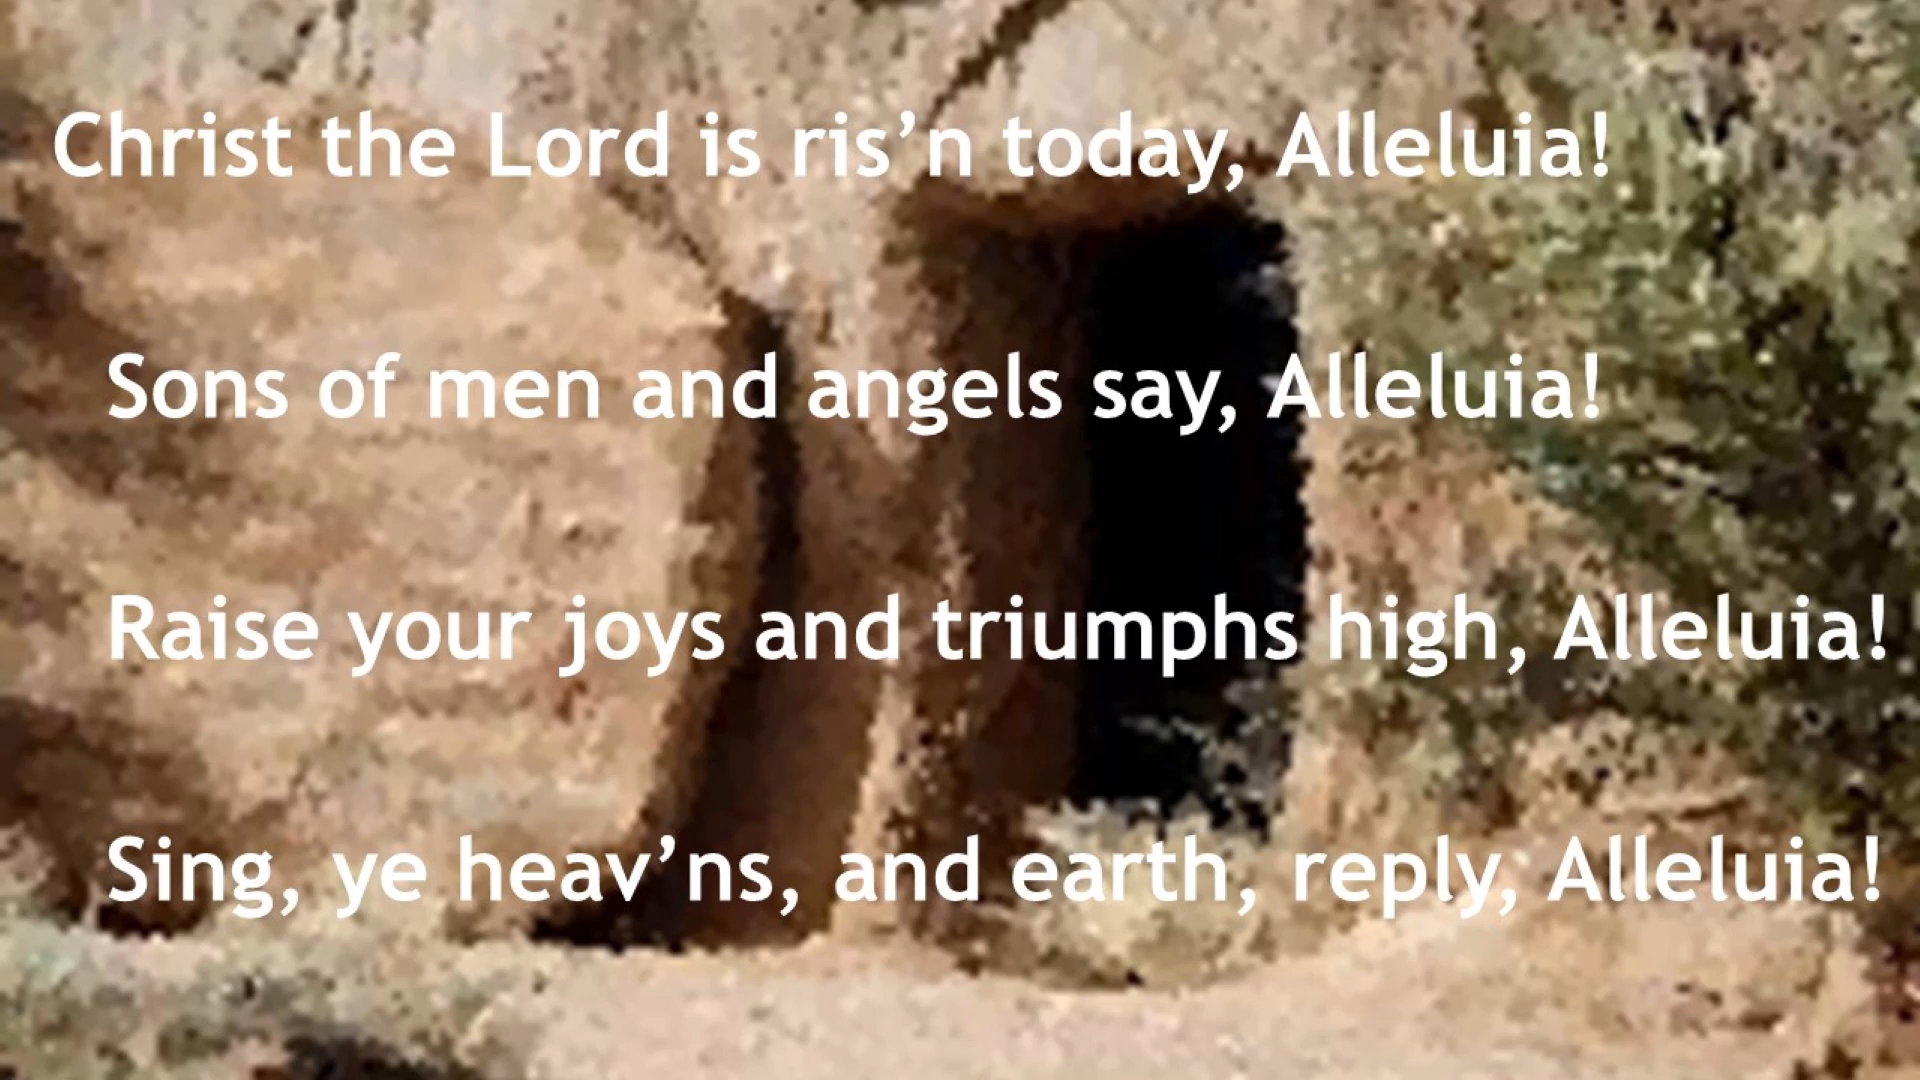 Christ the Lord is ris’n today, Alleluia!
Sons of men and angels say, Alleluia!
Raise your joys and triumphs high, Alleluia!
Sing, ye heav’ns, and earth, reply, Alleluia!